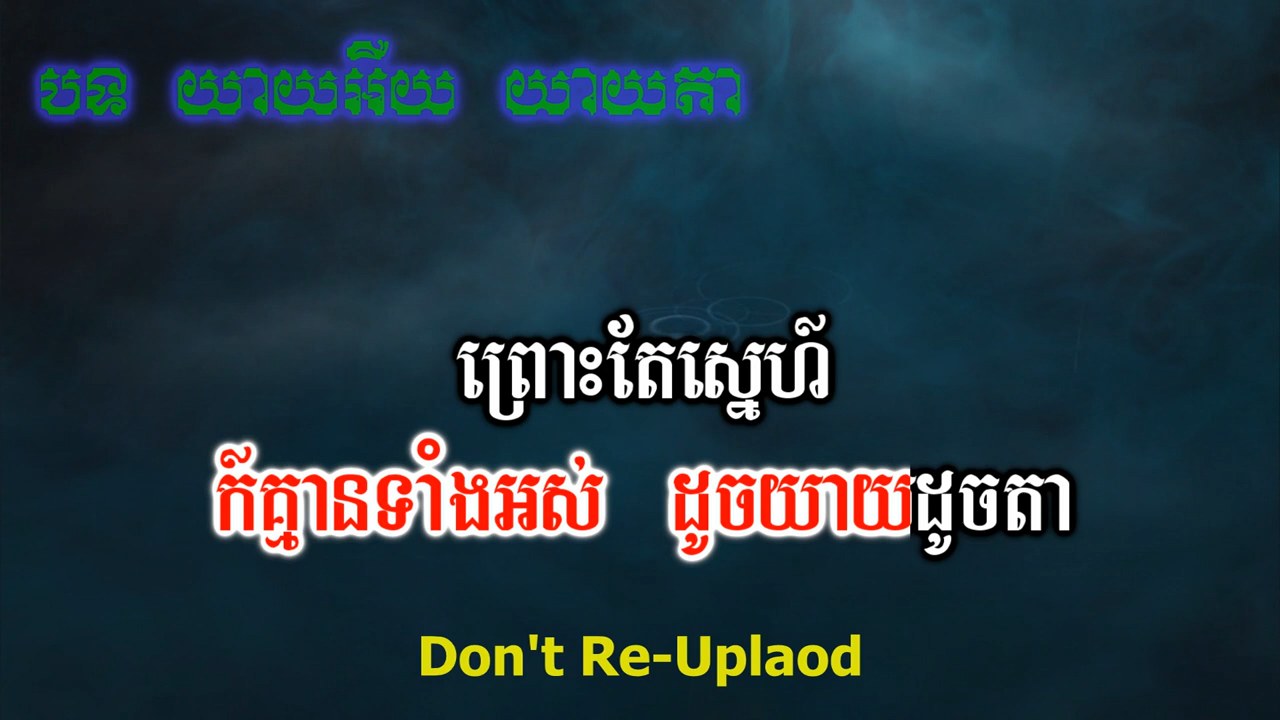 បទ យាយអឺយ យាយតា
ព្រោះតែស្នេហ៍
ក៏គ្មានទាំងអស់ ដូចយាយដូចតា
Don't Re-Uplaod